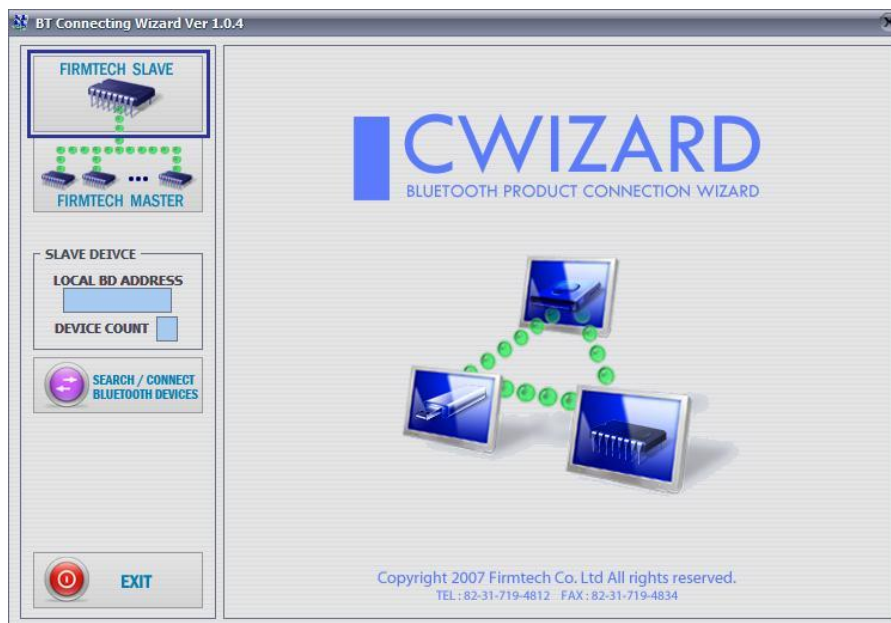 BT Connecting Wizard Ver 1.0.4
FIRMTECH SLAVE
FIRMTECH MASTER
SLAVE DEIVCE
LOCAL BD ADDRESS
DEVICE COUNT
SEARCH / CONNECT
BLUETOOTH DEVICES
EXIT
CWIZARD
BLUETOOTH PRODUCT CONNECTION WIZARD
Copyright 2007 Firmtech Co. Ltd All rights reserved.
TEL : 82-31-719-4812 FAX : 82-31-719-4834